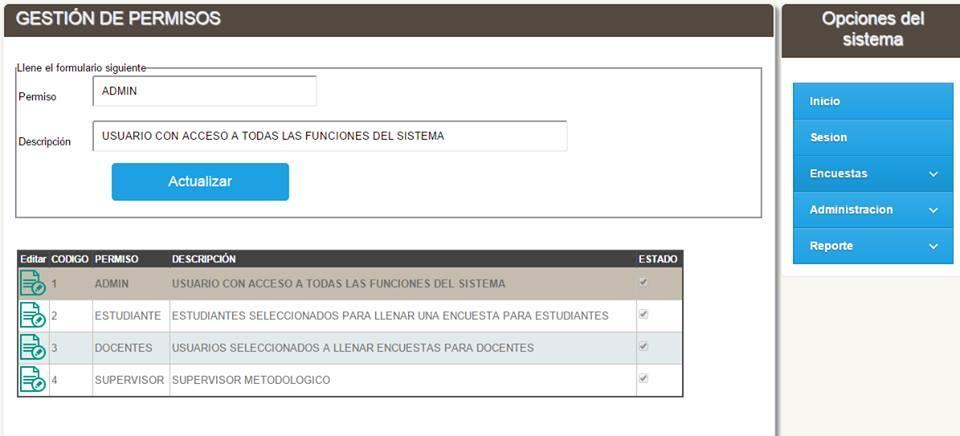 GESTIÓN DE PERMISOS
Llene el formulario siguiente
Permiso ADMIN
Descripción USUARIO CON ACCESO A TODAS LAS FUNCIONES DEL SISTEMA
Actualizar
Editar CODIGO PERMISO DESCRIPCIÓN ESTADO
1 ADMIN USUARIO CON ACCESO A TODAS LAS FUNCIONES DEL SISTEMA
2 ESTUDIANTE ESTUDIANTES SELECCIONADOS PARA LLENAR UNA ENCUESTA PARA ESTUDIANTES
3 DOCENTES USUARIOS SELECCIONADOS A LLENAR ENCUESTAS PARA DOCENTES
4 SUPERVISOR SUPERVISOR METODOLOGICO
Opciones del
sistema
Inicio
Sesion
Encuestas
Administracion
Reporte